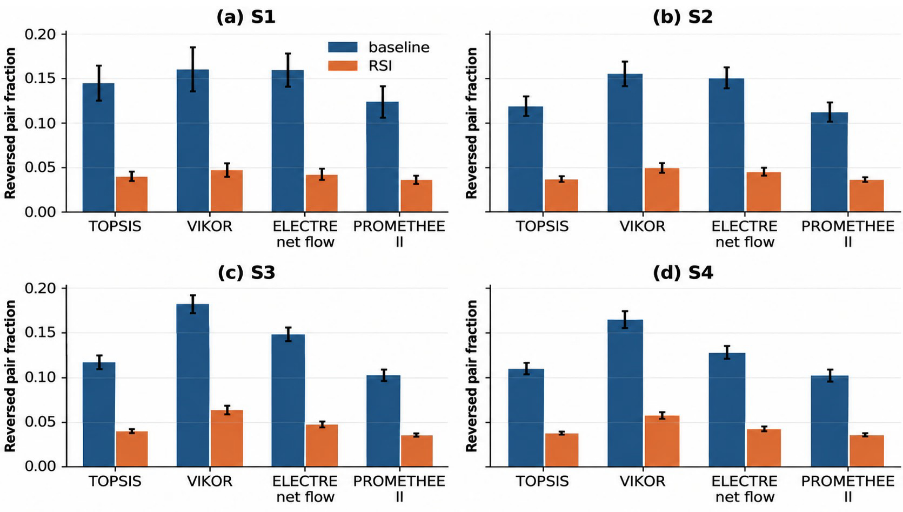 (a) S1
Reversed pair fraction
0.20
0.15
0.10
0.05
0.00
baseline
RSI
TOPSIS VIKOR ELECTRE PROMETHEE
net flow II
(b) S2
Reversed pair fraction
TOPSIS VIKOR ELECTRE PROMETHEE
net flow II
(c) S3
Reversed pair fraction
0.20
0.15
0.10
0.05
0.00
TOPSIS VIKOR ELECTRE PROMETHEE
net flow II
(d) S4
Reversed pair fraction
TOPSIS VIKOR ELECTRE PROMETHEE
net flow II